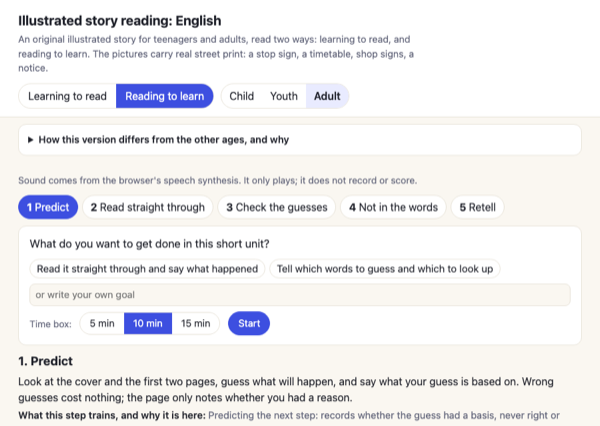 Illustrated story reading: English
An original illustrated story for teenagers and adults, read two ways: learning to read, and
reading to learn. The pictures carry real street print: a stop sign, a timetable, shop signs, a
notice.
Learning to read Reading to learn Child Youth Adult
How this version differs from the other ages, and why
Sound comes from the browser's speech synthesis. It only plays; it does not record or score.
1 Predict 2 Read straight through 3 Check the guesses 4 Not in the words 5 Retell
What do you want to get done in this short unit?
Read it straight through and say what happened Tell which words to guess and which to look up
or write your own goal
Time box: 5 min 10 min 15 min Start
1. Predict
Look at the cover and the first two pages, guess what will happen, and say what your guess is based on. Wrong
guesses cost nothing; the page only notes whether you had a reason.
What this step trains, and why it is here: Predicting the next step: records whether the guess had a basis, never right or